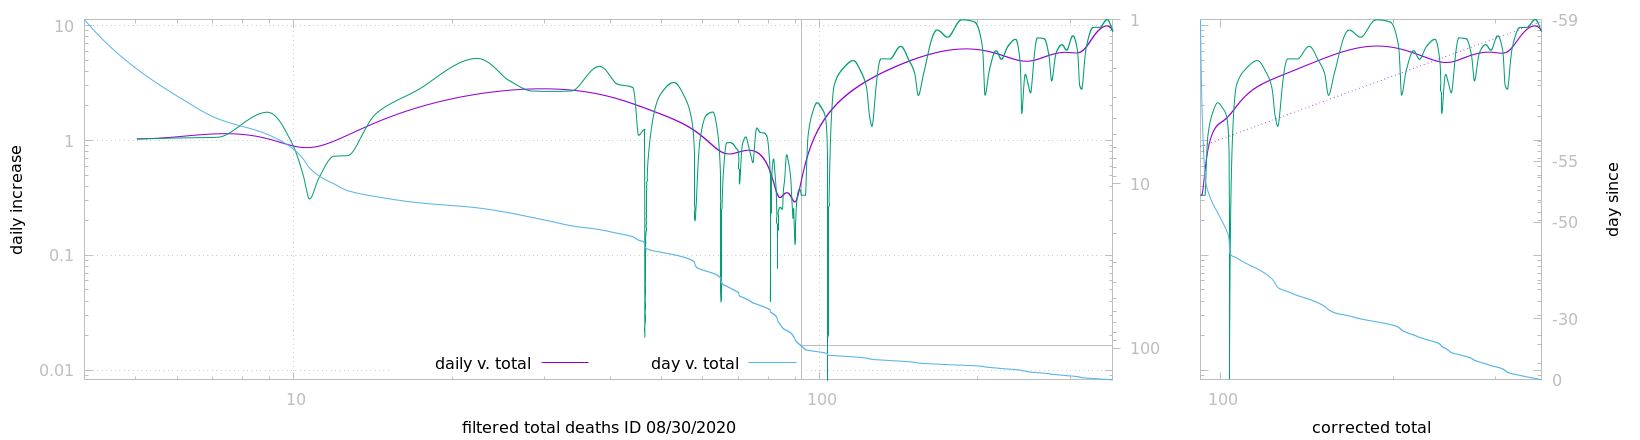 10
1
0.1
0.01
daily increase
daily v. total
day v. total
10
100
filtered total deaths ID 08/30/2020
1
10
100
-59
-55
-50
-30
0
day since
100
corrected total